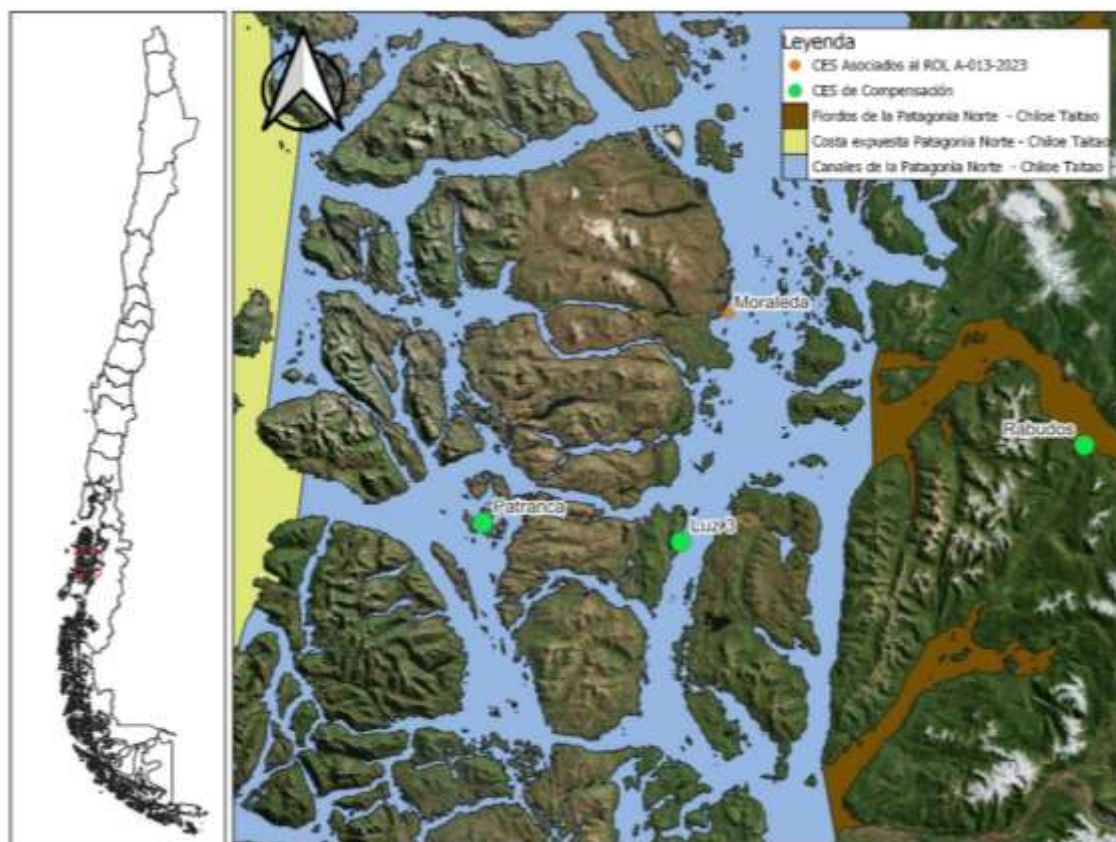 Leyenda
CES Asociados al ROL A-013-2023
CES de Compensación
Fiordos de la Patagonia Norte - Chiloe Taitao
Costa expuesta Patagonia Norte - Chiloe Taitao
Canales de la Patagonia Norte - Chiloe Taitao
Moraleda
Rabudos
Patranca
Luz 3